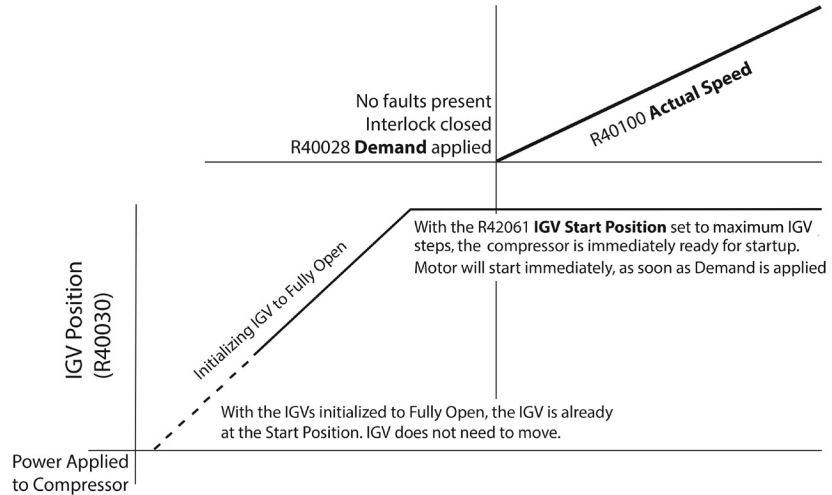 No faults present
Interlock closed
R40028 Demand applied
R40100 Actual Speed
With the R42061 IGV Start Position set to maximum IGV
steps, the compressor is immediately ready for startup.
Motor will start immediately, as soon as Demand is applied
Initializing IGV to Fully Open
IGV Position
(R40030)
With the IGVs initialized to Fully Open, the IGV is already
at the Start Position. IGV does not need to move.
Power Applied
to Compressor